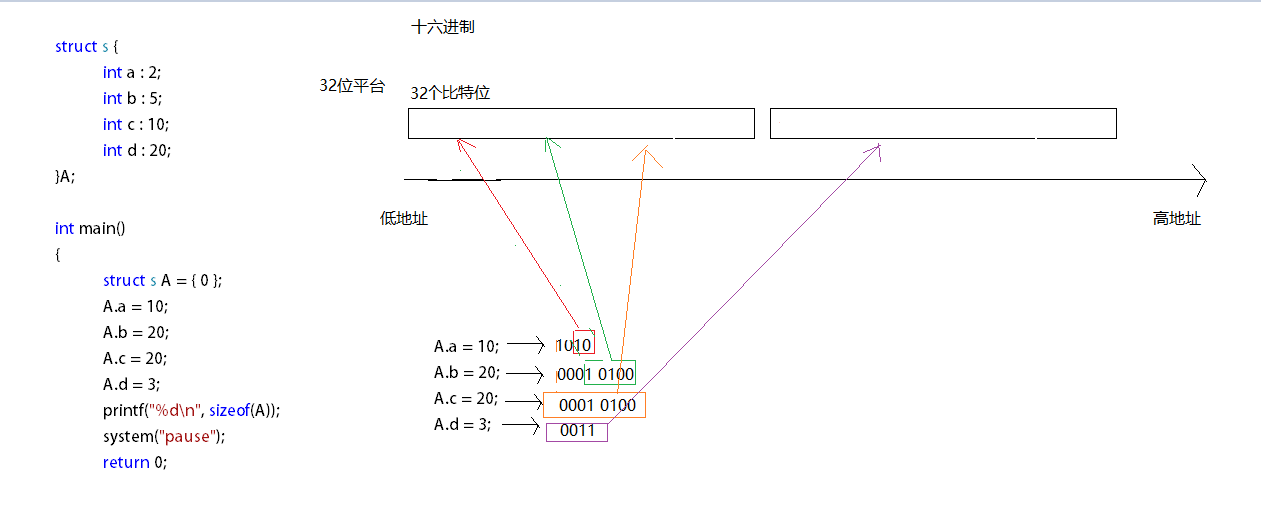 struct s {
int a : 2;
int b : 5;
int c : 10;
int d : 20;
}A;
int main()
{
struct s A = { 0 };
A.a = 10;
A.b = 20;
A.c = 20;
A.d = 3;
printf("%d\n", sizeof(A));
system("pause");
return 0;
十六进制
32位平台
32个比特位
低地址
高地址
A.a = 10;
1010
A.b = 20;
0001 0100
A.c = 20;
0001 0100
A.d = 3;
0011